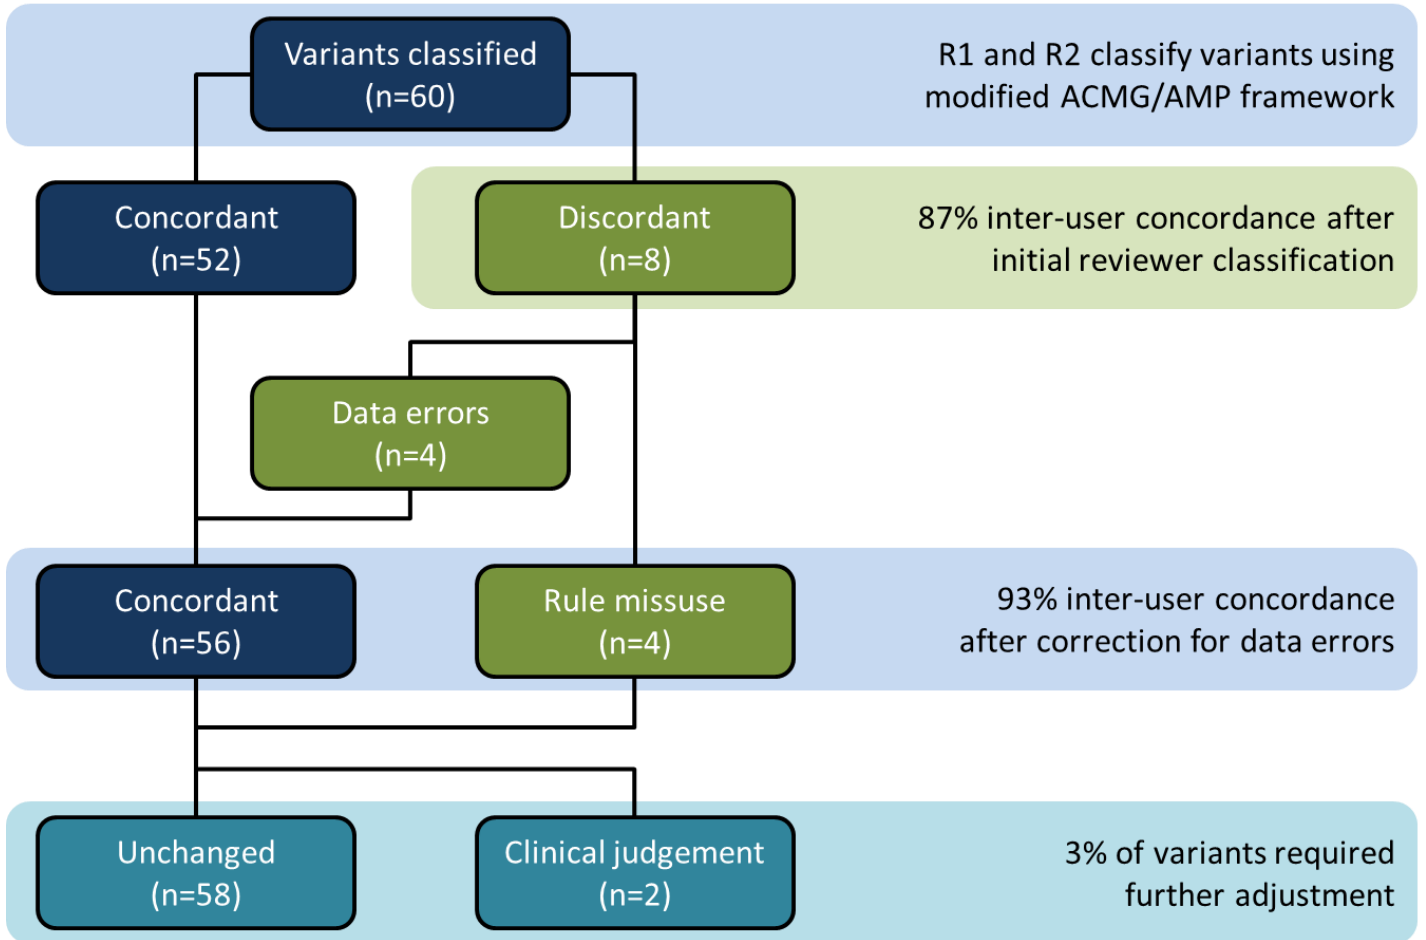 Variants classified
(n=60)
R1 and R2 classify variants using
modified ACMG/AMP framework
Concordant
(n=52)
Discordant
(n=8)
87% inter-user concordance after
initial reviewer classification
Data errors
(n=4)
Concordant
(n=56)
Rule missuse
(n=4)
93% inter-user concordance
after correction for data errors
Unchanged
(n=58)
Clinical judgement
(n=2)
3% of variants required
further adjustment